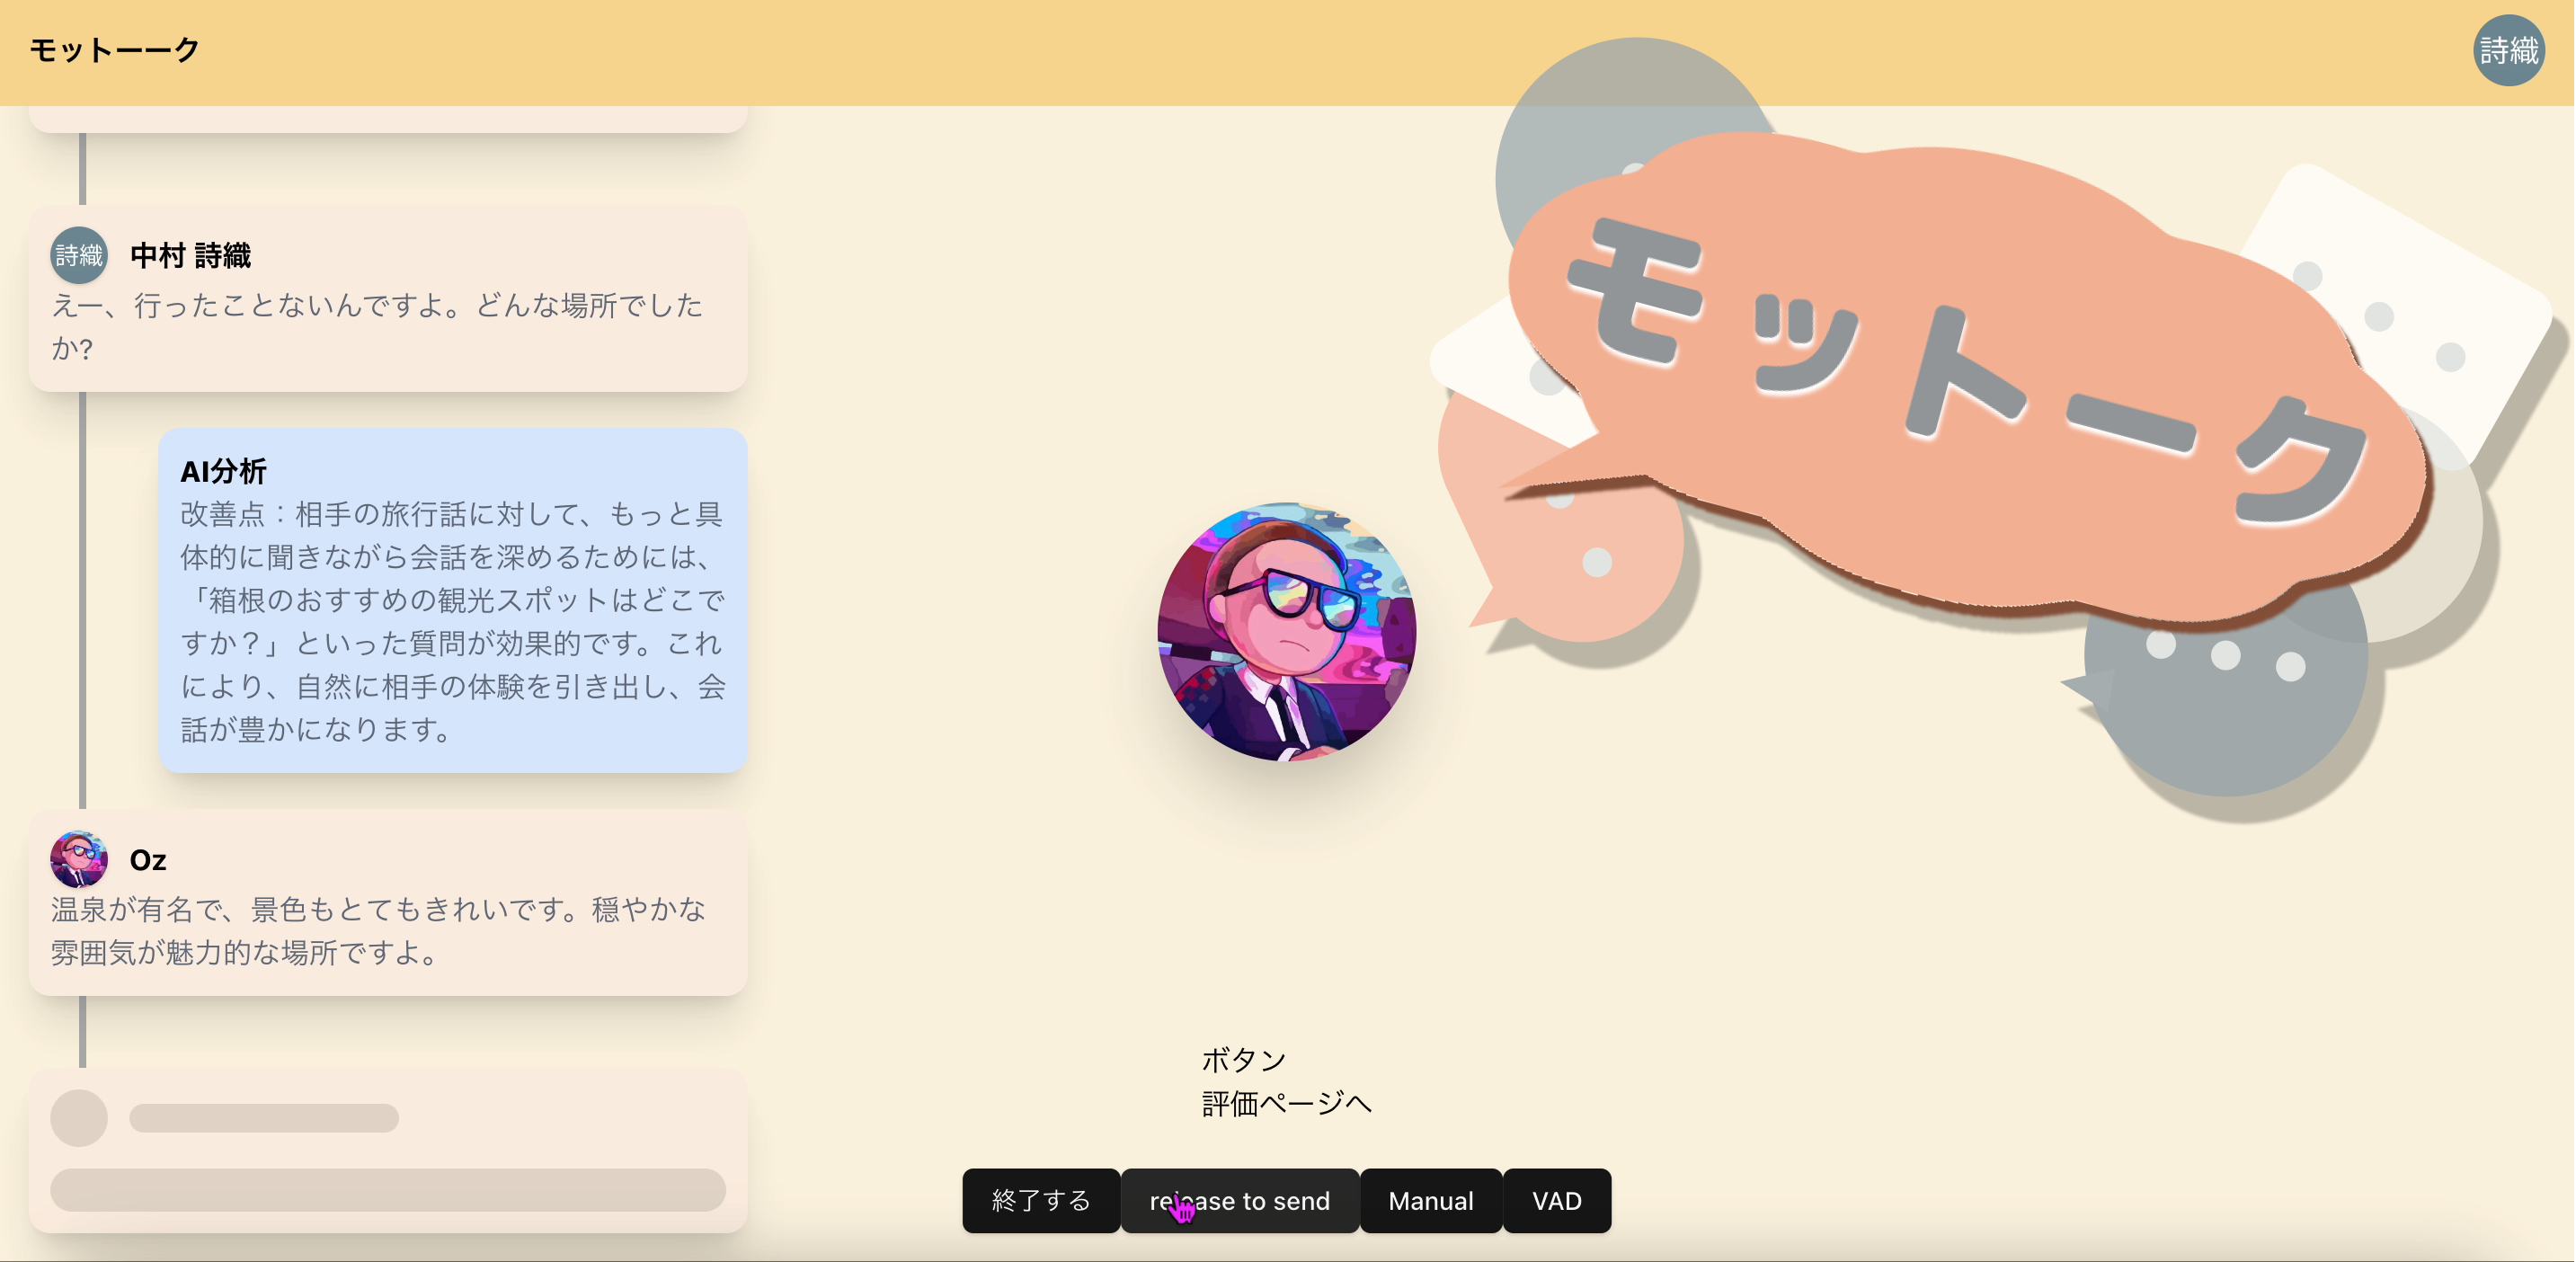 モットーーク
詩織
詩織 中村 詩織
えー、行ったことないんですよ。どんな場所でした
か?
AI分析
改善点：相手の旅行話に対して、もっと具
体的に聞きながら会話を深めるためには、
「箱根のおすすめの観光スポットはどこで
すか？」といった質問が効果的です。これ
により、自然に相手の体験を引き出し、会
話が豊かになります。
Oz
温泉が有名で、景色もとてもきれいです。穏やかな
雰囲気が魅力的な場所ですよ。
モットーク
ボタン
評価ページへ
終了する
release to send
Manual
VAD